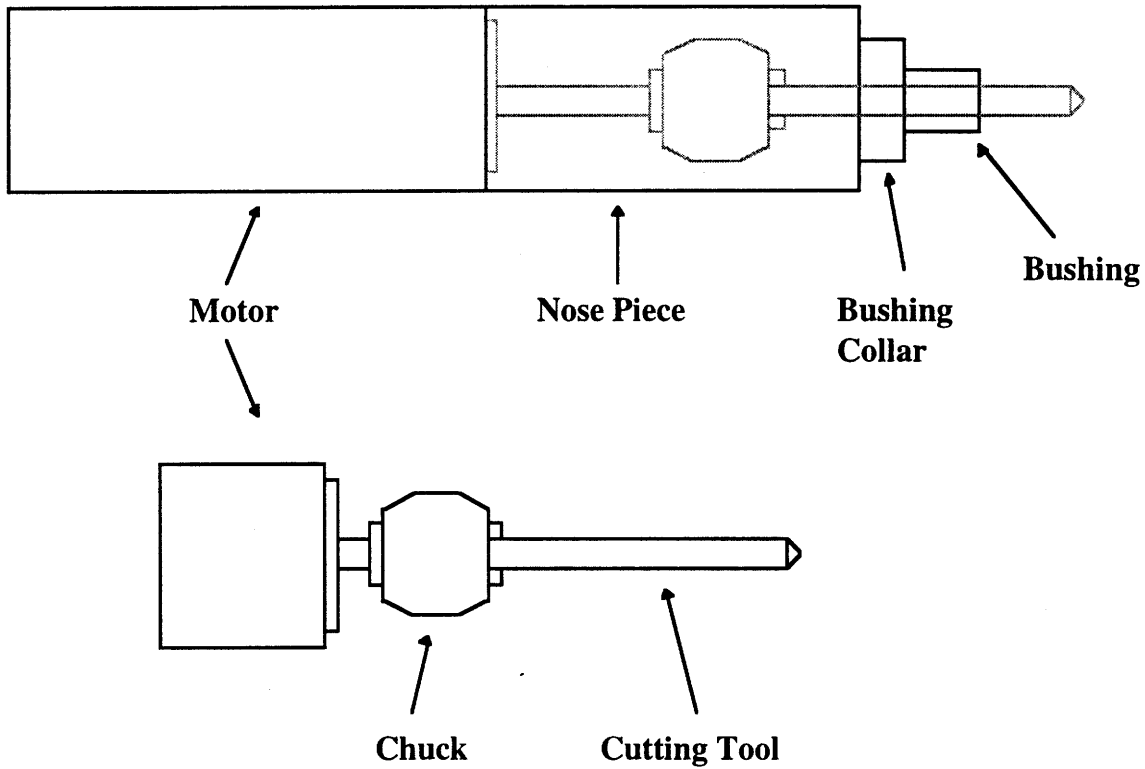 Bushing
Motor
Nose Piece
Bushing
Collar
Chuck
Cutting Tool